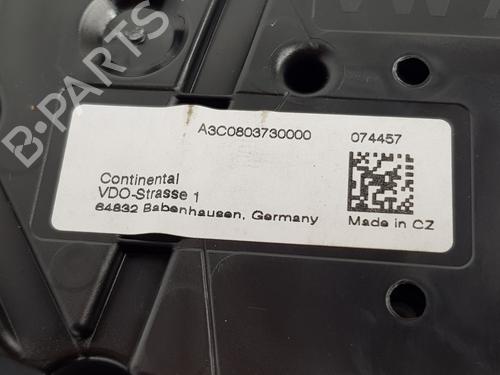 B-PARTS
A3C0803730000
074457
Continental
VDO-Strasse 1
64832 Babenhausen, Germany
Made in CZ